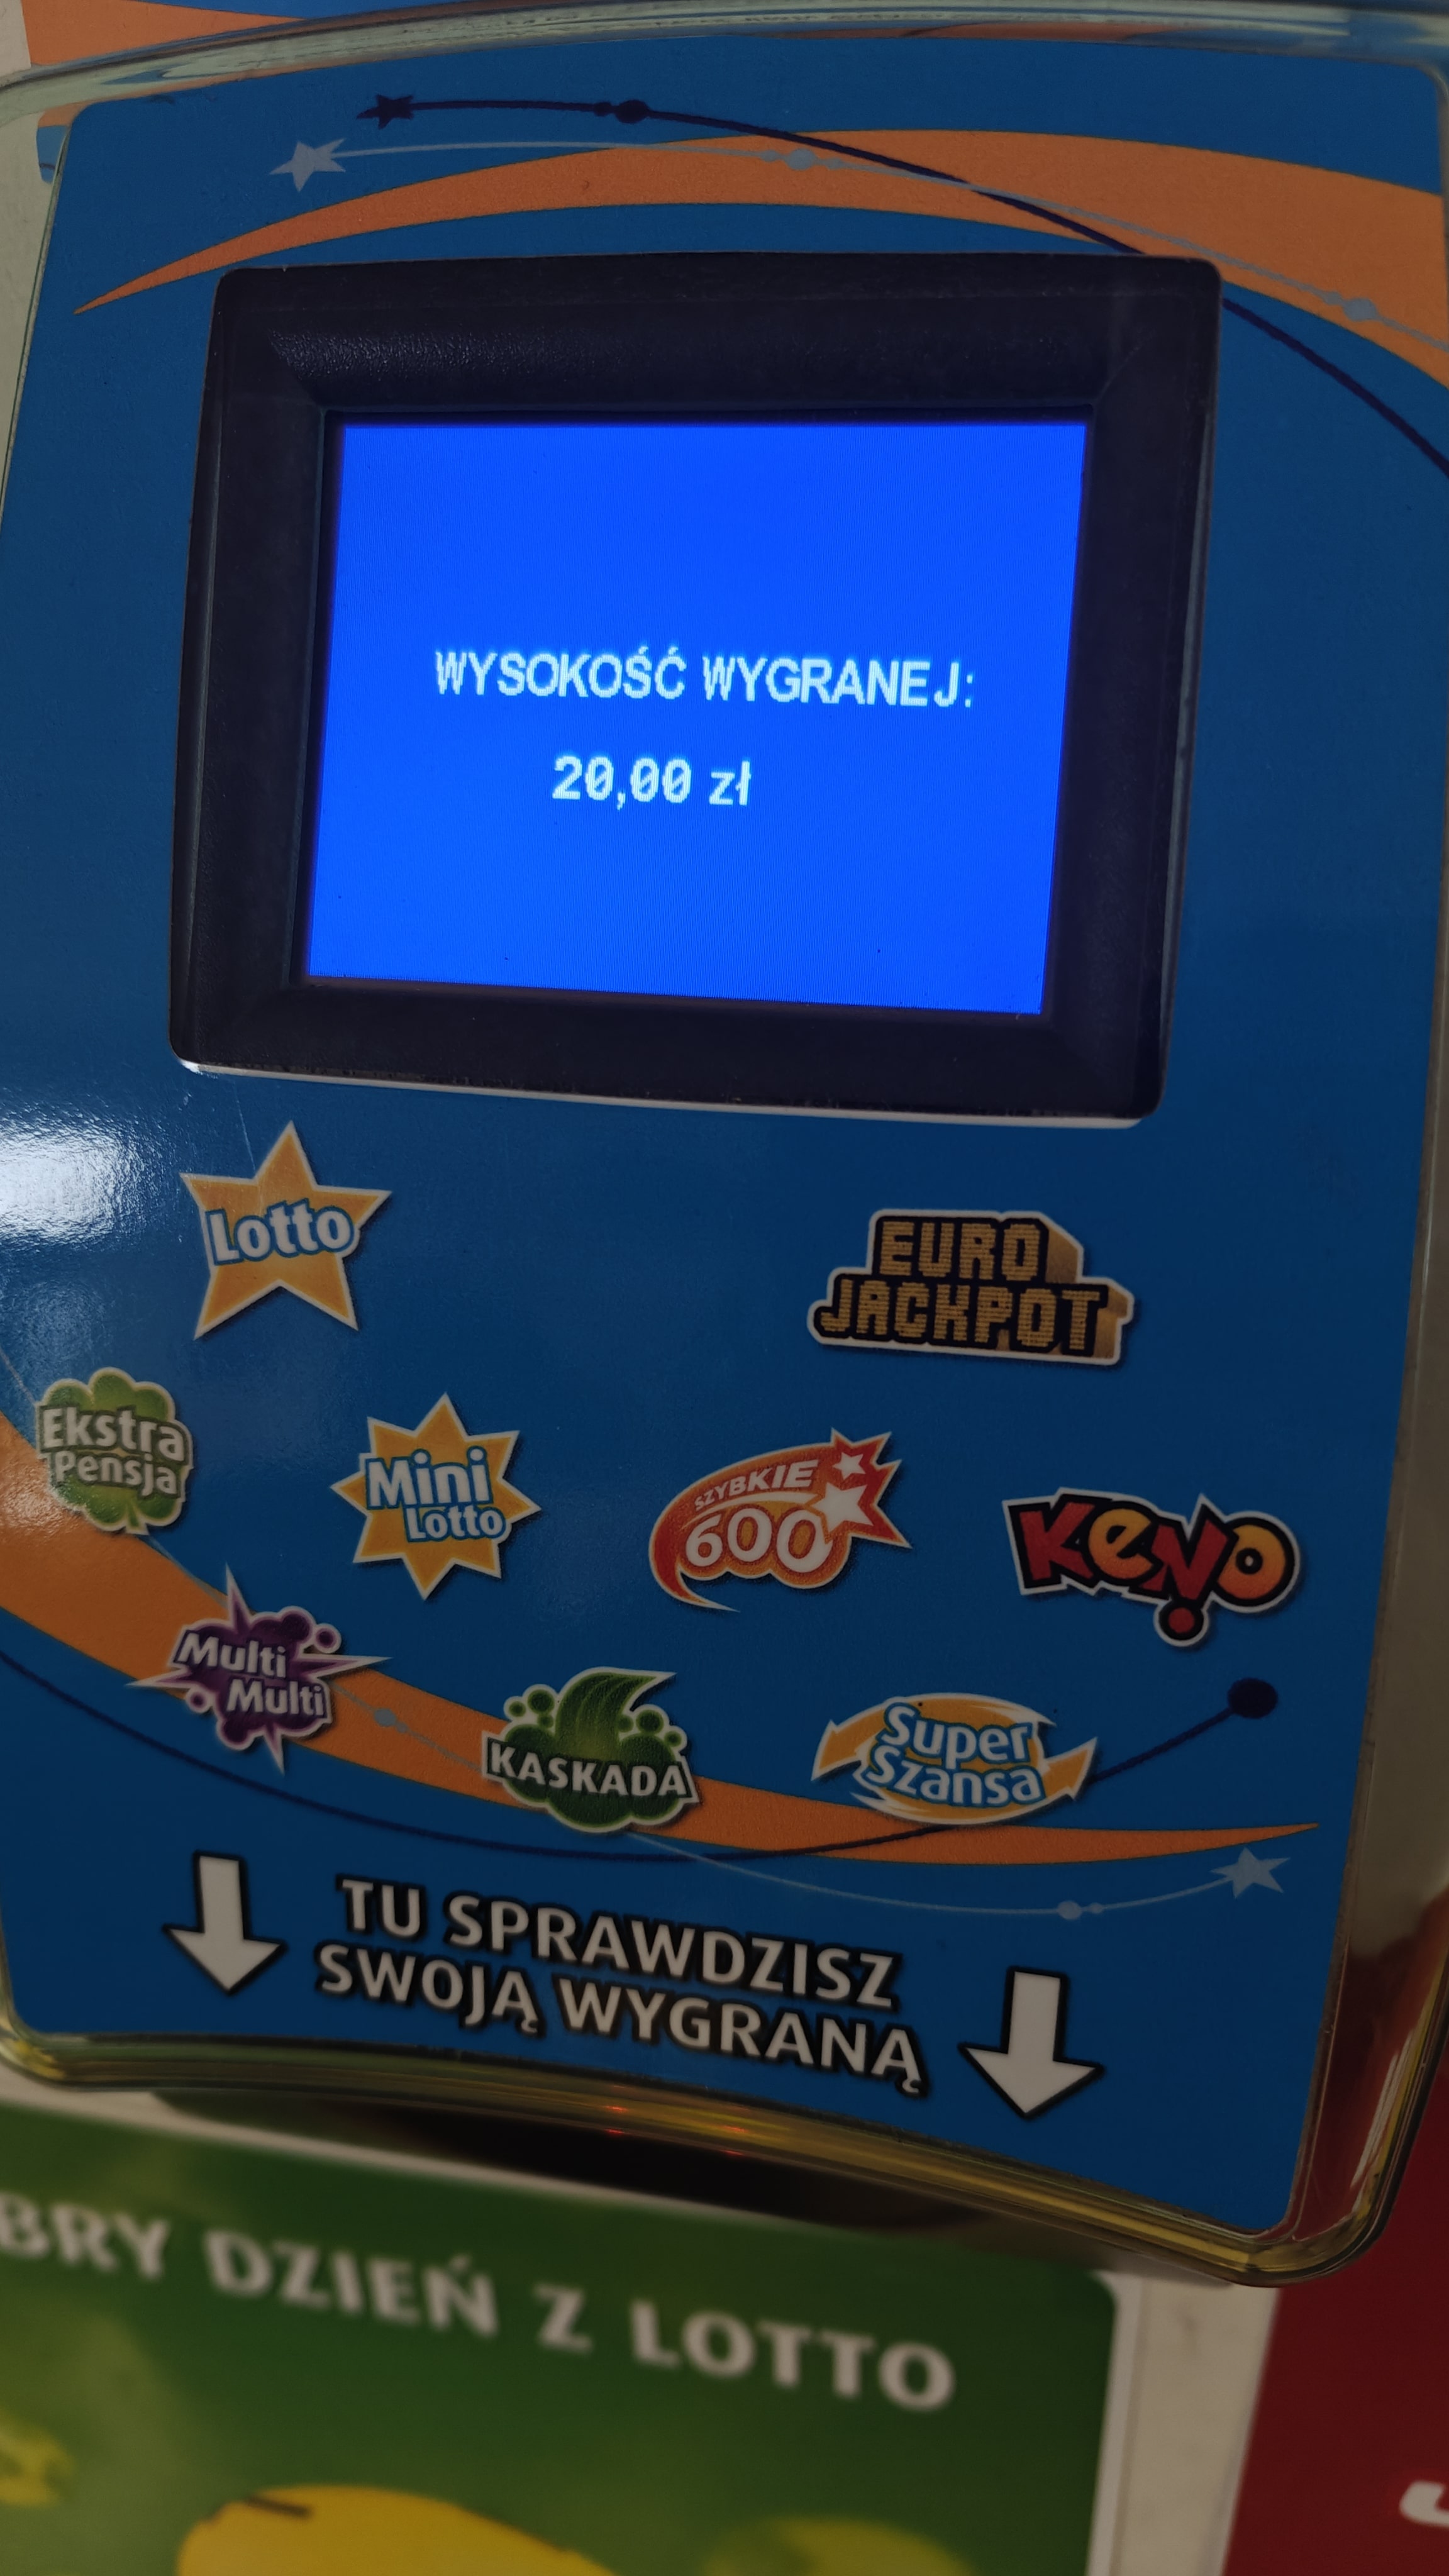 WYSOKOŚĆ WYGRANEJ:
20,00 zł
Lotto
EURO
JACKPOT
Ekstra
Pensja
Mini
Lotto
SZYBKIE
600
KENO
Multi
Multi
KASKADA
Super
Szansa
TU SPRAWDZISZ
SWOJĄ WYGRANĄ
BRY DZIEŃ Z LOTTO